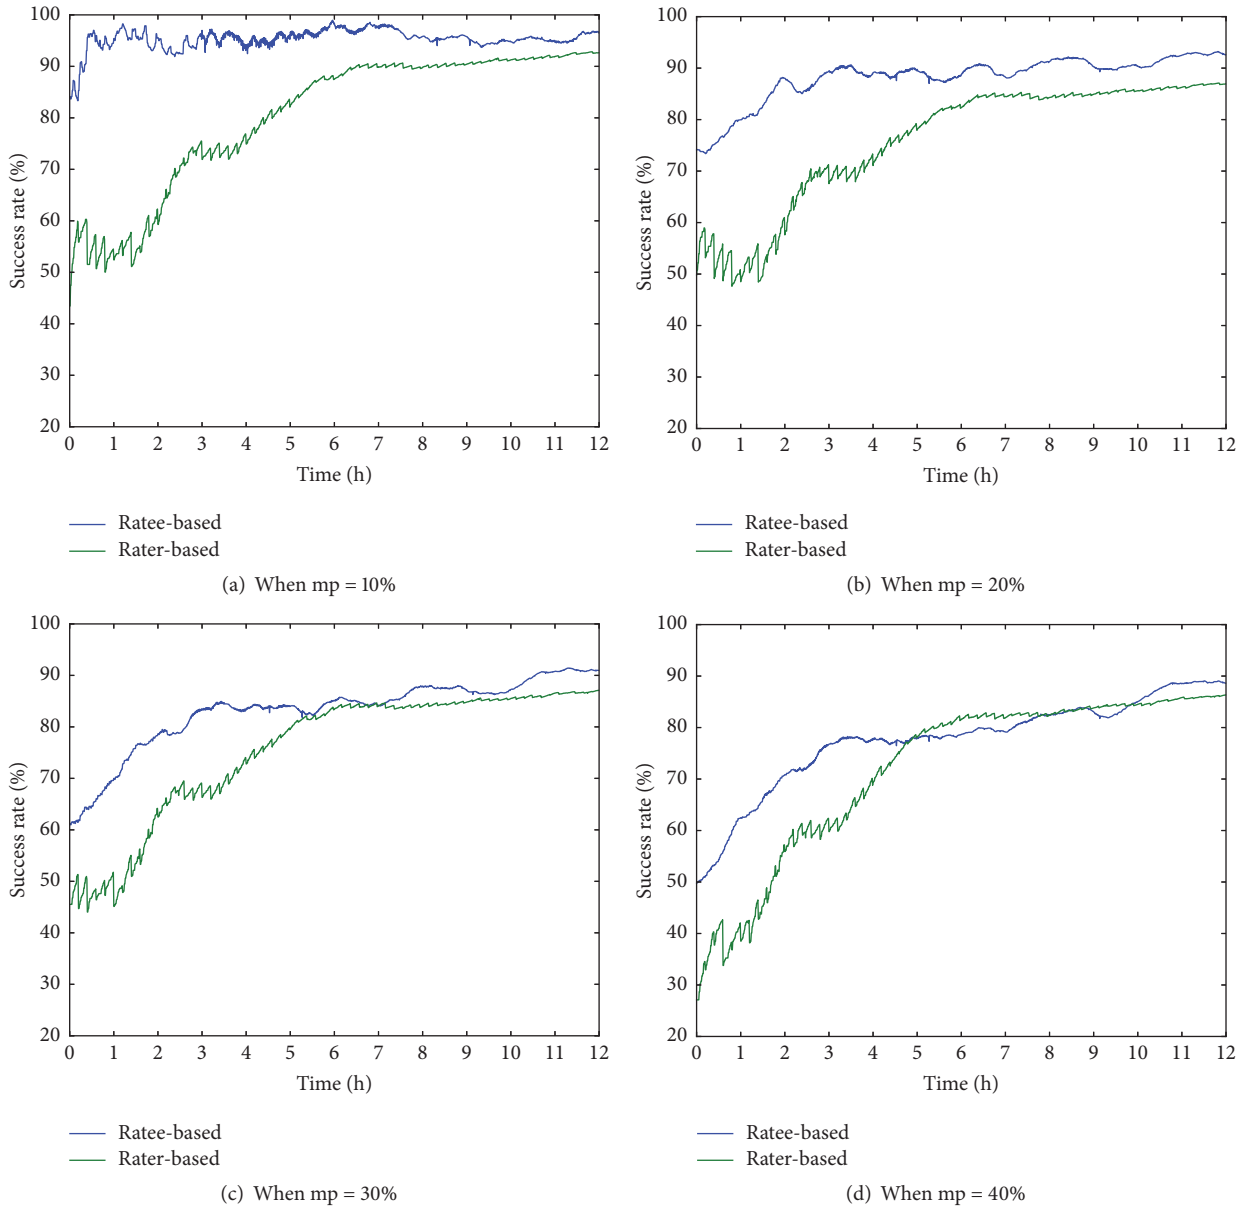 100
90
80
70
60
50
40
30
20
Success rate (%)
0 1 2 3 4 5 6 7 8 9 10 11 12
Time (h)
Ratee-based
Rater-based
(a) When mp = 10%
100
90
80
70
60
50
40
30
20
Success rate (%)
0 1 2 3 4 5 6 7 8 9 10 11 12
Time (h)
Ratee-based
Rater-based
(b) When mp = 20%
100
90
80
70
60
50
40
30
20
Success rate (%)
0 1 2 3 4 5 6 7 8 9 10 11 12
Time (h)
Ratee-based
Rater-based
(c) When mp = 30%
100
90
80
70
60
50
40
30
20
Success rate (%)
0 1 2 3 4 5 6 7 8 9 10 11 12
Time (h)
Ratee-based
Rater-based
(d) When mp = 40%